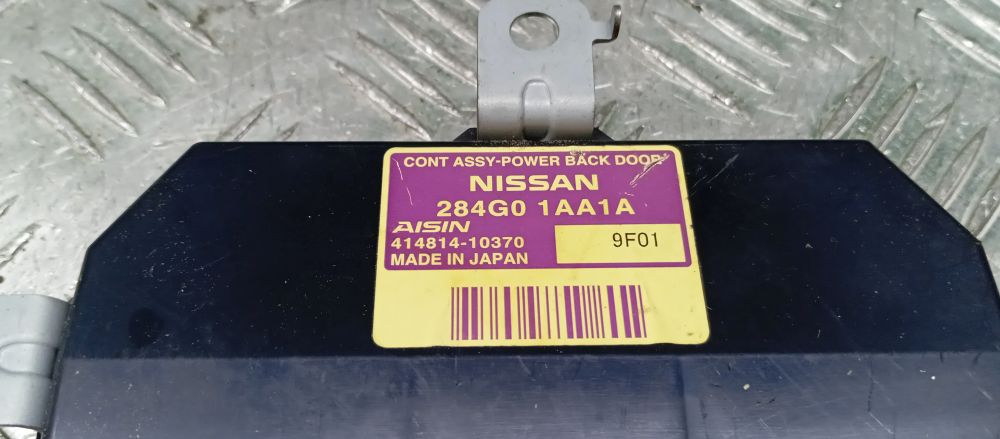 CONT ASSY-POWER BACK DOOR
NISSAN
284G0 1AA1A
AISIN
414814-10370
9F01
MADE IN JAPAN